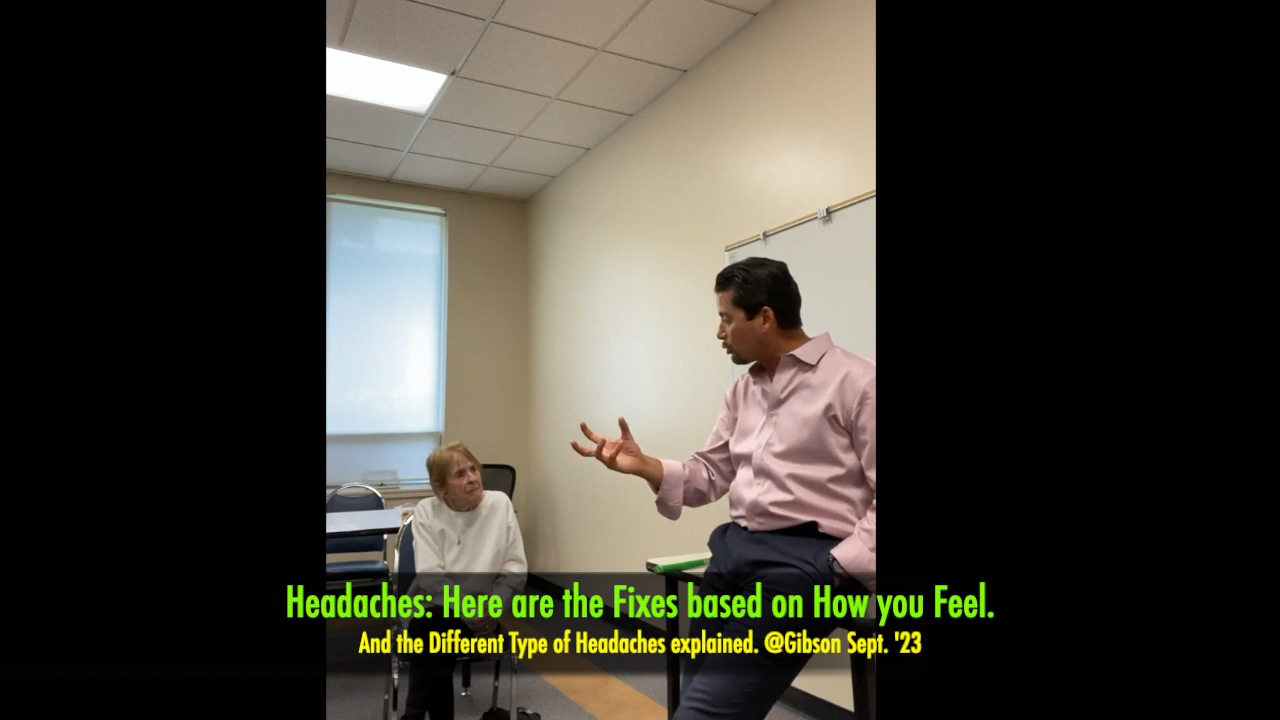 Headaches: Here are the Fixes based on How you Feel.
And the Different Type of Headaches explained. @Gibson Sept. '23